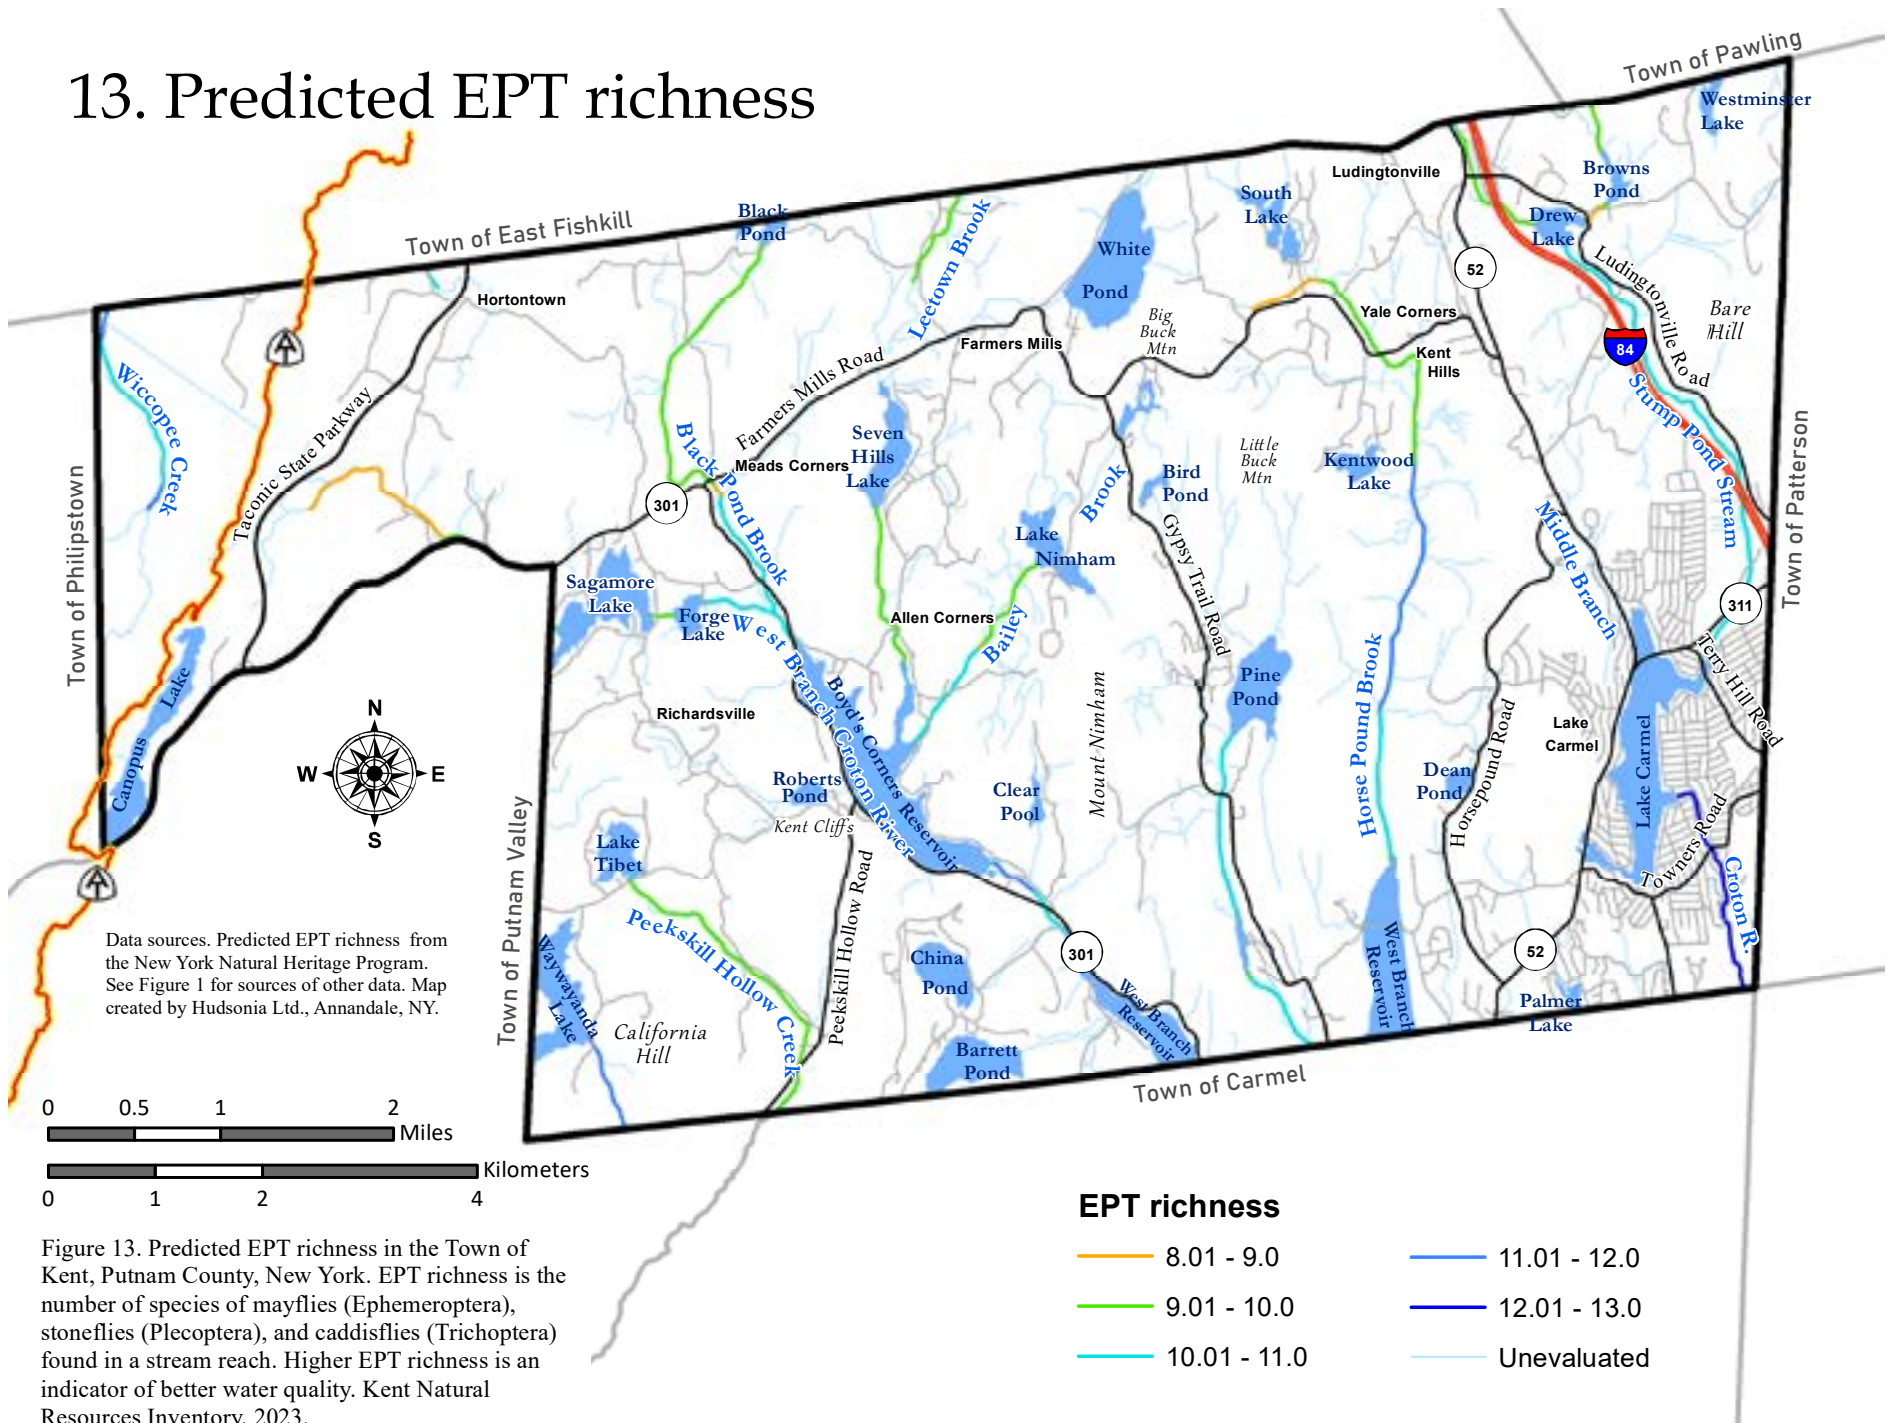 13. Predicted EPT richness
Town of Pawling
Westminster
Lake
Browns
Pond
Ludingtonville
South
Lake
Drew
Lake
Black
Pond
Town of East Fishkill
Leetown Brook
White
Pond
52
Ludingtonville Road
Bare
Hill
Hortontown
Big
Buck
Mtn
Yale Corners
Farmers Mills
Farmers Mills Road
Kent
Hills
84
Stump Pond Stream
Wiccopee Creek
Taconic State Parkway
Black Pond Brook
Seven
Hills
Lake
Meads Corners
Little
Buck
Mtn
Kentwood
Lake
Bird
Pond
Town of Patterson
Town of Philipstown
301
Brook
Lake
Nimham
Gypsy Trail Road
Middle Branch
Sagamore
Lake
Forge
Lake
Allen Corners
Bailey
311
Terry Hill Road
West Branch Croton River
Boyd's Corners Reservoir
Pine
Pond
Horse Pound Brook
Canopus Lake
N
W
E
S
Richardsville
Mount Nimham
Horsepound Road
Lake
Carmel
Lake Carmel
Roberts
Pond
Kent Cliffs
Clear
Pool
Dean
Pond
Towners Road
Croton R.
Lake
Tibet
Peekskill Hollow Road
Town of Putnam Valley
Peekskill Hollow Creek
Waywayanda
Lake
California
Hill
China
Pond
301
West Branch
Reservoir
West Branch
Reservoir
52
Palmer
Lake
Barrett
Pond
Town of Carmel
Data sources. Predicted EPT richness from
the New York Natural Heritage Program.
See Figure 1 for sources of other data. Map
created by Hudsonia Ltd., Annandale, NY.
0 0.5 1 2
Miles
Kilometers
0 1 2 4
Figure 13. Predicted EPT richness in the Town of
Kent, Putnam County, New York. EPT richness is the
number of species of mayflies (Ephemeroptera),
stoneflies (Plecoptera), and caddisflies (Trichoptera)
found in a stream reach. Higher EPT richness is an
indicator of better water quality. Kent Natural
Resources Inventory, 2023.
EPT richness
8.01 - 9.0
9.01 - 10.0
10.01 - 11.0
11.01 - 12.0
12.01 - 13.0
Unevaluated